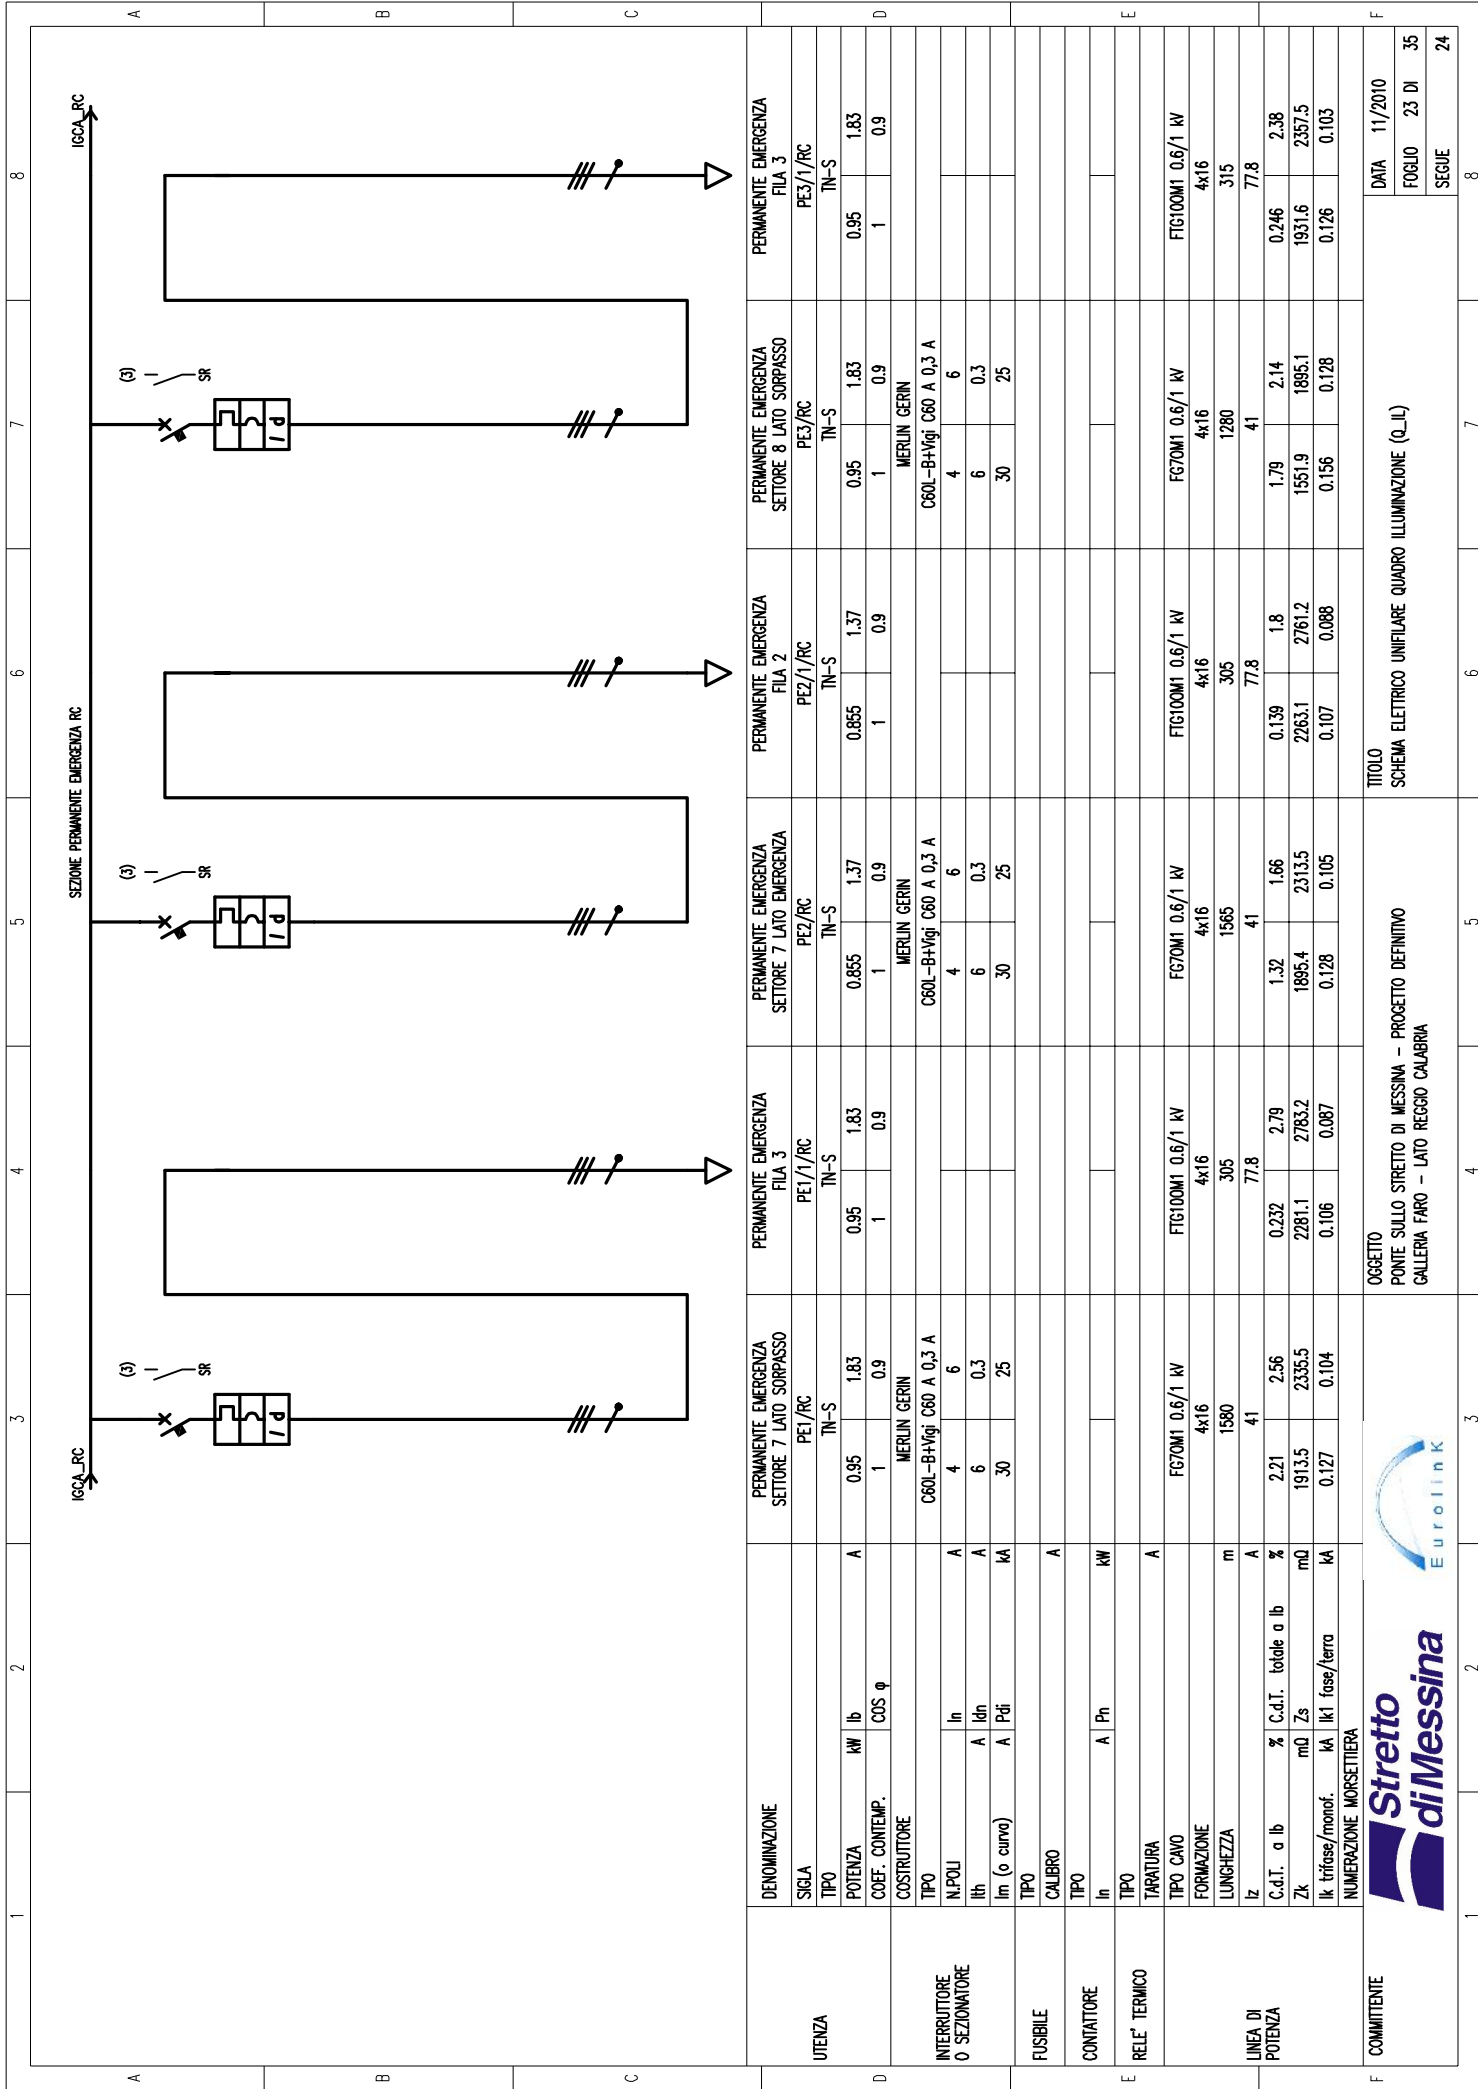 1 2 3 4 5 6 7 8
A
B
C
D
E
F
SEZIONE PERMANENTE EMERGENZA RC
IGCA_RC IGCA_RC
(3) (3) (3)
SR SR SR
I d I d I d
UTENZA
DENOMINAZIONE PERMANENTE EMERGENZA PERMANENTE EMERGENZA PERMANENTE EMERGENZA PERMANENTE EMERGENZA PERMANENTE EMERGENZA PERMANENTE EMERGENZA
SETTORE 7 LATO SORPASSO FILA 3 SETTORE 7 LATO EMERGENZA FILA 2 SETTORE 8 LATO SORPASSO FILA 3
SIGLA PE1/RC PE1/1/RC PE2/RC PE2/1/RC PE3/RC PE3/1/RC
TIPO TN-S TN-S TN-S TN-S TN-S TN-S
POTENZA kW Ib A 0.95 1.83 0.95 1.83 0.855 1.37 0.855 1.37 0.95 1.83 0.95 1.83
COEF. CONTEMP. COS φ 1 0.9 1 0.9 1 0.9 1 0.9 1 0.9 1 0.9
INTERRUTTORE
O SEZIONATORE
COSTRUTTORE MERLIN GERIN MERLIN GERIN MERLIN GERIN
TIPO C60L-B+Vigi C60 A 0,3 A C60L-B+Vigi C60 A 0,3 A C60L-B+Vigi C60 A 0,3 A
N.POLI In A 4 6 4 6 4 6
Ith A Idn A 6 0.3 6 0.3 6 0.3
Im (o curva) A Pdi kA 30 25 30 25 30 25
FUSIBILE
TIPO
CALIBRO A
CONTATTORE
TIPO
In A Pn kW
RELE' TERMICO
TIPO
TARATURA A
LINEA DI
POTENZA
TIPO CAVO FG7OM1 0.6/1 kV FTG10OM1 0.6/1 kV FG7OM1 0.6/1 kV FTG10OM1 0.6/1 kV FG7OM1 0.6/1 kV FTG10OM1 0.6/1 kV
FORMAZIONE 4x16 4x16 4x16 4x16 4x16 4x16
LUNGHEZZA m 1580 305 1565 305 1280 315
Iz A 41 77.8 41 77.8 41 77.8
C.d.T. a Ib % C.d.T. totale a Ib % 2.21 2.56 0.232 2.79 1.32 1.66 0.139 1.8 1.79 2.14 0.246 2.38
Zk mΩ Zs mΩ 1913.5 2335.5 2281.1 2783.2 1895.4 2313.5 2263.1 2761.2 1551.9 1895.1 1931.6 2357.5
Ik trifase/monof. kA Ik1 fase/terra kA 0.127 0.104 0.106 0.087 0.128 0.105 0.107 0.088 0.156 0.128 0.126 0.103
NUMERAZIONE MORSETTIERA
COMMITTENTE
Stretto
di Messina
Eurolink
OGGETTO
PONTE SULLO STRETTO DI MESSINA - PROGETTO DEFINITIVO
GALLERIA FARO - LATO REGGIO CALABRIA
TITOLO
SCHEMA ELETTRICO UNIFILARE QUADRO ILLUMINAZIONE (Q_IL)
DATA 11/2010
FOGLIO 23 DI 35
SEGUE 24
A
B
C
D
E
F
1 2 3 4 5 6 7 8